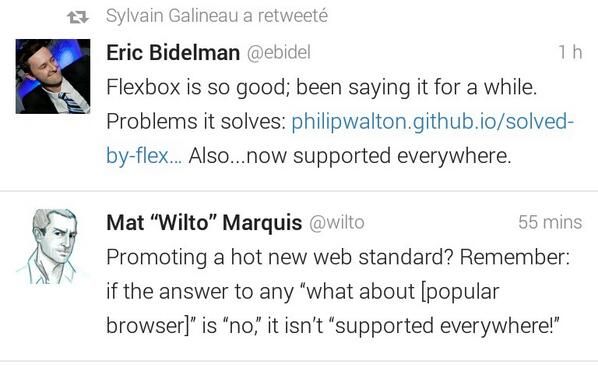 Sylvain Galineau a retweeté
Eric Bidelman @ebidel 1 h
Flexbox is so good; been saying it for a while.
Problems it solves: philipwalton.github.io/solved-
by-flex... Also...now supported everywhere.
Mat “Wilto” Marquis @wilto 55 mins
Promoting a hot new web standard? Remember:
if the answer to any “what about [popular
browser]” is “no,” it isn’t “supported everywhere!”